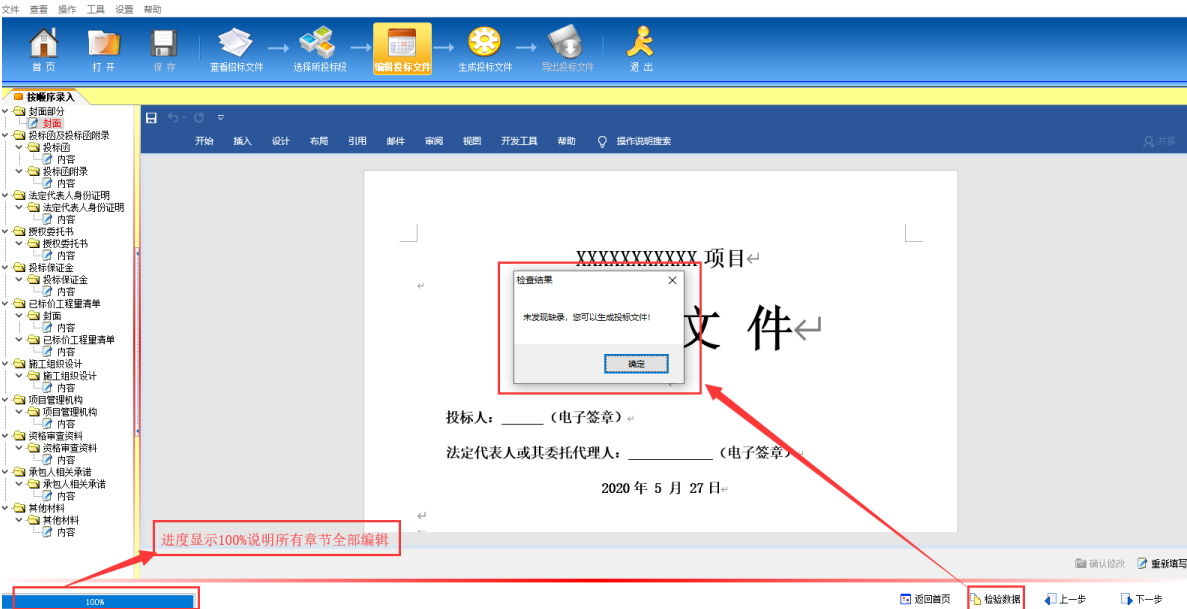 文件 查看 操作 工具 设置 帮助
首 页 打 开 保 存 查看招标文件 选择所投标段 编辑投标文件 生成投标文件 导出投标文件 退 出
按顺序录入
封面部分
封面
投标函及投标函附录
投标函
内容
投标函附录
内容
法定代表人身份证明
法定代表人身份证明
内容
授权委托书
授权委托书
内容
投标保证金
投标保证金
内容
已标价工程量清单
封面
内容
已标价工程量清单
内容
施工组织设计
施工组织设计
内容
项目管理机构
项目管理机构
内容
资格审查资料
资格审查资料
内容
承包人相关承诺
承包人相关承诺
内容
其他材料
其他材料
内容
开始 插入 设计 布局 引用 邮件 审阅 视图 开发工具 帮助 操作说明搜索 共享
XXXXXXXXXXX 项目
检查结果
未发现缺录，您可以生成投标文件!
确定
文 件
投标人：______（电子签章）
法定代表人或其委托代理人：____________（电子签章）
2020 年 5 月 27 日
进度显示100%说明所有章节全部编辑
确认修改 重新填写
100%
返回首页 检验数据 上一步 下一步